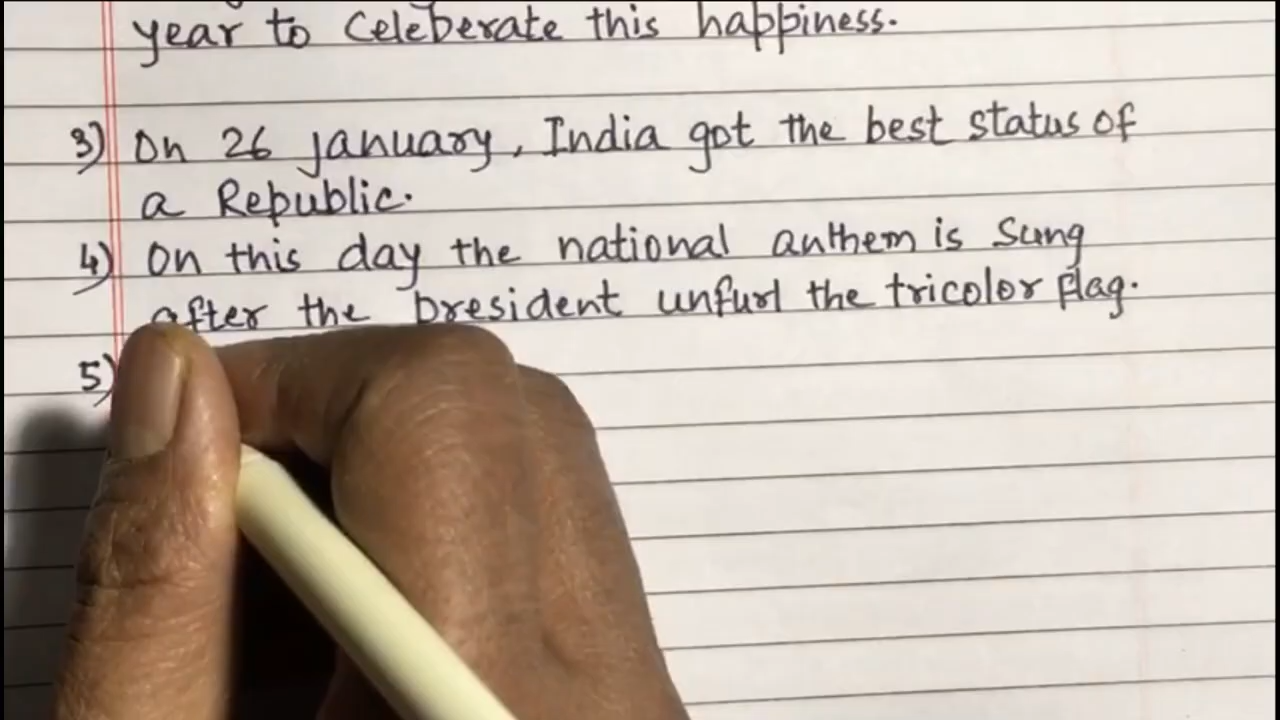 year to Celeberate this happiness.
3) On 26 january, India got the best status of
a Republic.
4) On this day the national anthem is Sung
after the president unfurl the tricolor flag.
5)